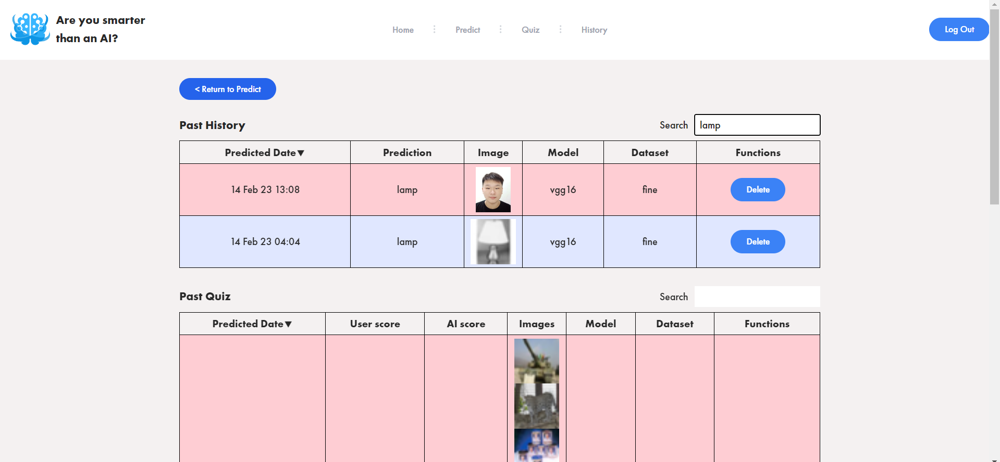 Are you smarter
than an AI?
Home
Predict
Quiz
History
Log Out
< Return to Predict
Past History
Search lamp
Predicted Date▼ Prediction Image Model Dataset Functions
14 Feb 23 13:08 lamp vgg16 fine Delete
14 Feb 23 04:04 lamp vgg16 fine Delete
Past Quiz
Search
Predicted Date▼ User score AI score Images Model Dataset Functions